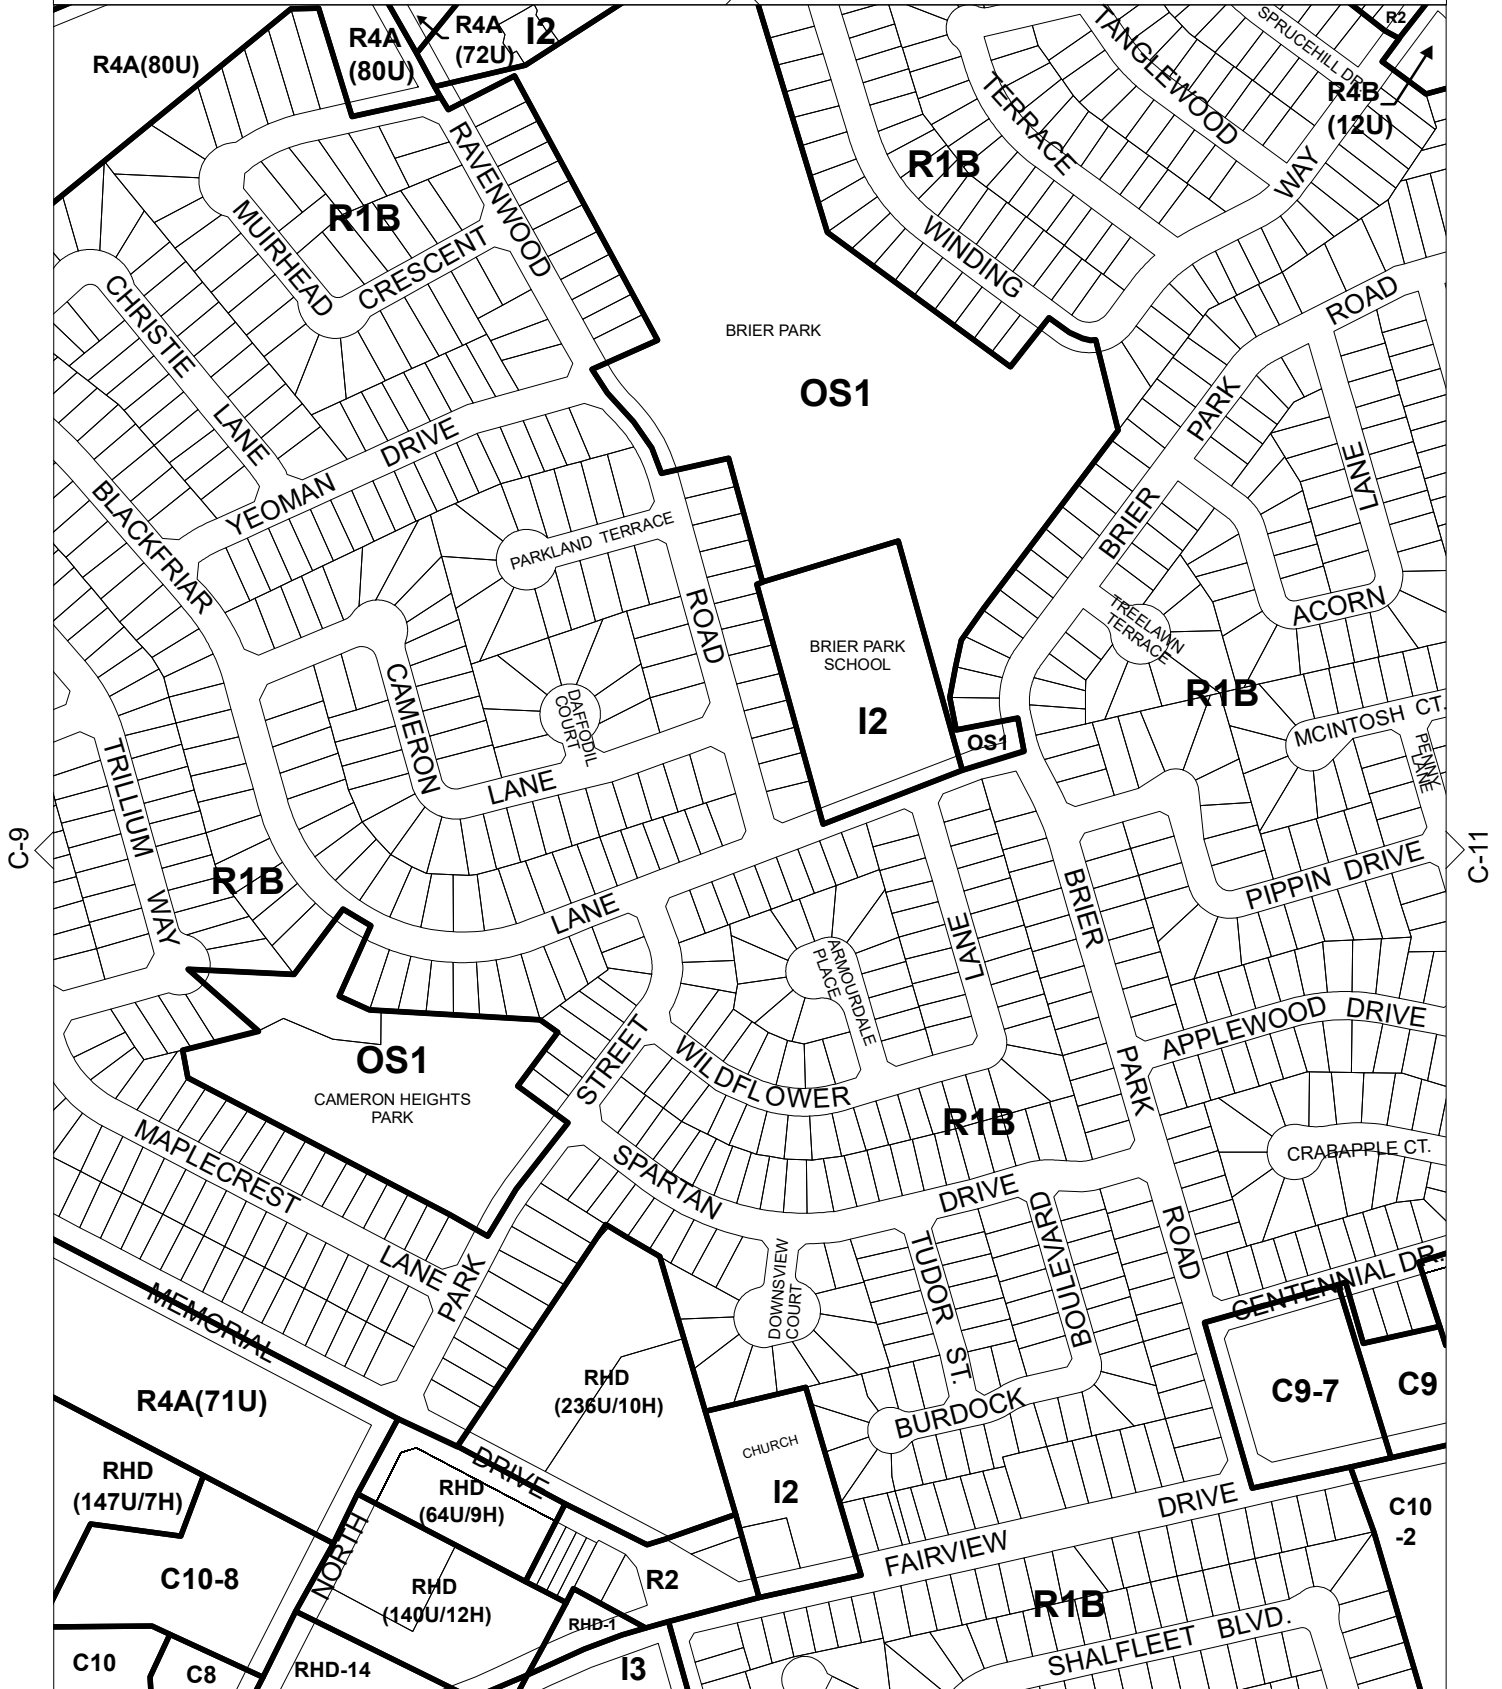 R4A(80U)
R4A
(80U)
R4A
(72U)
I2
R2
SPRUCEHILL DR.
TANGLEWOOD
R4B
(12U)
TERRACE
WAY
R1B
RAVENWOOD
R1B
MUIRHEAD
CRESCENT
WINDING
CHRISTIE
LANE
ROAD
BRIER PARK
OS1
PARK
BRIER
LANE
YEOMAN
DRIVE
BLACKFRIAR
PARKLAND TERRACE
ROAD
ACORN
TREELAWN
TERRACE
BRIER PARK
SCHOOL
I2
R1B
CAMERON
LANE
DAFFODIL
COURT
OS1
MCINTOSH CT.
PENNY
LANE
TRILLIUM
WAY
C-9
C-11
R1B
LANE
BRIER
PARK
ROAD
PIPPIN DRIVE
LANE
ARMOURDALE
PLACE
APPLEWOOD DRIVE
OS1
CAMERON HEIGHTS
PARK
STREET
WILDFLOWER
R1B
CRABAPPLE CT.
MAPLECREST
LANE
SPARTAN
DRIVE
PARK
TUDOR
ST.
BOULEVARD
DOWNSVIEW
COURT
CENTENNIAL DR.
MEMORIAL
DRIVE
R4A(71U)
RHD
(236U/10H)
C9-7
C9
BURDOCK
CHURCH
I2
RHD
(147U/7H)
RHD
(64U/9H)
DRIVE
C10
-2
FAIRVIEW
NORTH
C10-8
RHD
(140U/12H)
R2
R1B
RHD-1
SHALFLEET BLVD.
C10
C8
RHD-14
I3